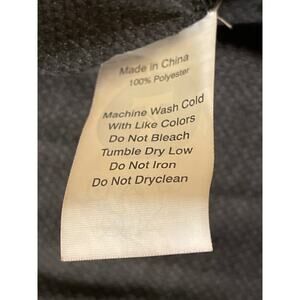 Made in China
100% Polyester
Machine Wash Cold
With Like Colors
Do Not Bleach
Tumble Dry Low
Do Not Iron
Do Not Dryclean